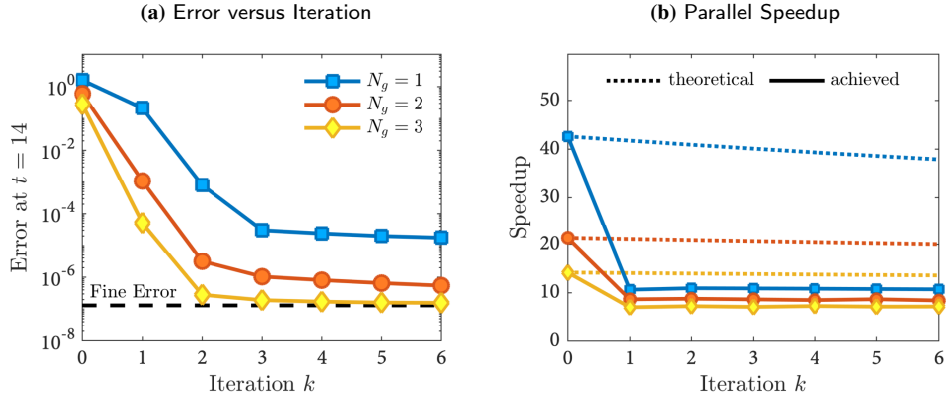 (a) Error versus Iteration
10^0
10^-2
10^-4
10^-6
10^-8
Error at t = 14
N_g = 1
N_g = 2
N_g = 3
Fine Error
0 1 2 3 4 5 6
Iteration k
(b) Parallel Speedup
theoretical achieved
50
40
30
20
10
0
Speedup
0 1 2 3 4 5 6
Iteration k